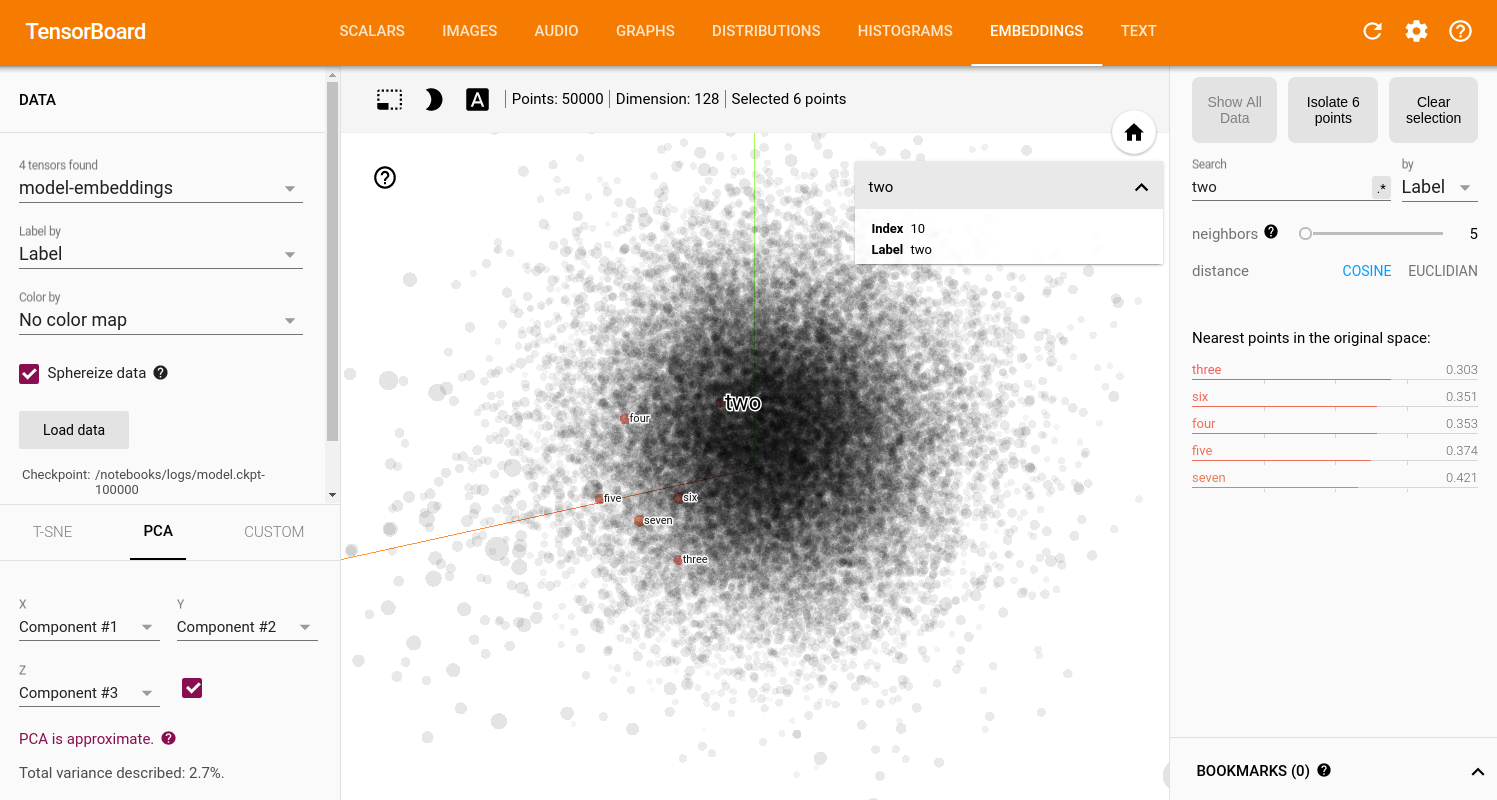 TensorBoard
SCALARS IMAGES AUDIO GRAPHS DISTRIBUTIONS HISTOGRAMS EMBEDDINGS TEXT
DATA
4 tensors found
model-embeddings
Label by
Label
Color by
No color map
Sphereize data
Load data
Checkpoint: /notebooks/logs/model.ckpt-
100000
T-SNE PCA CUSTOM
X Y
Component #1 Component #2
Z
Component #3
PCA is approximate.
Total variance described: 2.7%.
A Points: 50000 Dimension: 128 Selected 6 points
two
Index 10
Label two
two
four
five
six
seven
three
Show All
Data
Isolate 6
points
Clear
selection
Search by
two .* Label
neighbors 5
distance COSINE EUCLIDIAN
Nearest points in the original space:
three 0.303
six 0.351
four 0.353
five 0.374
seven 0.421
BOOKMARKS (0)